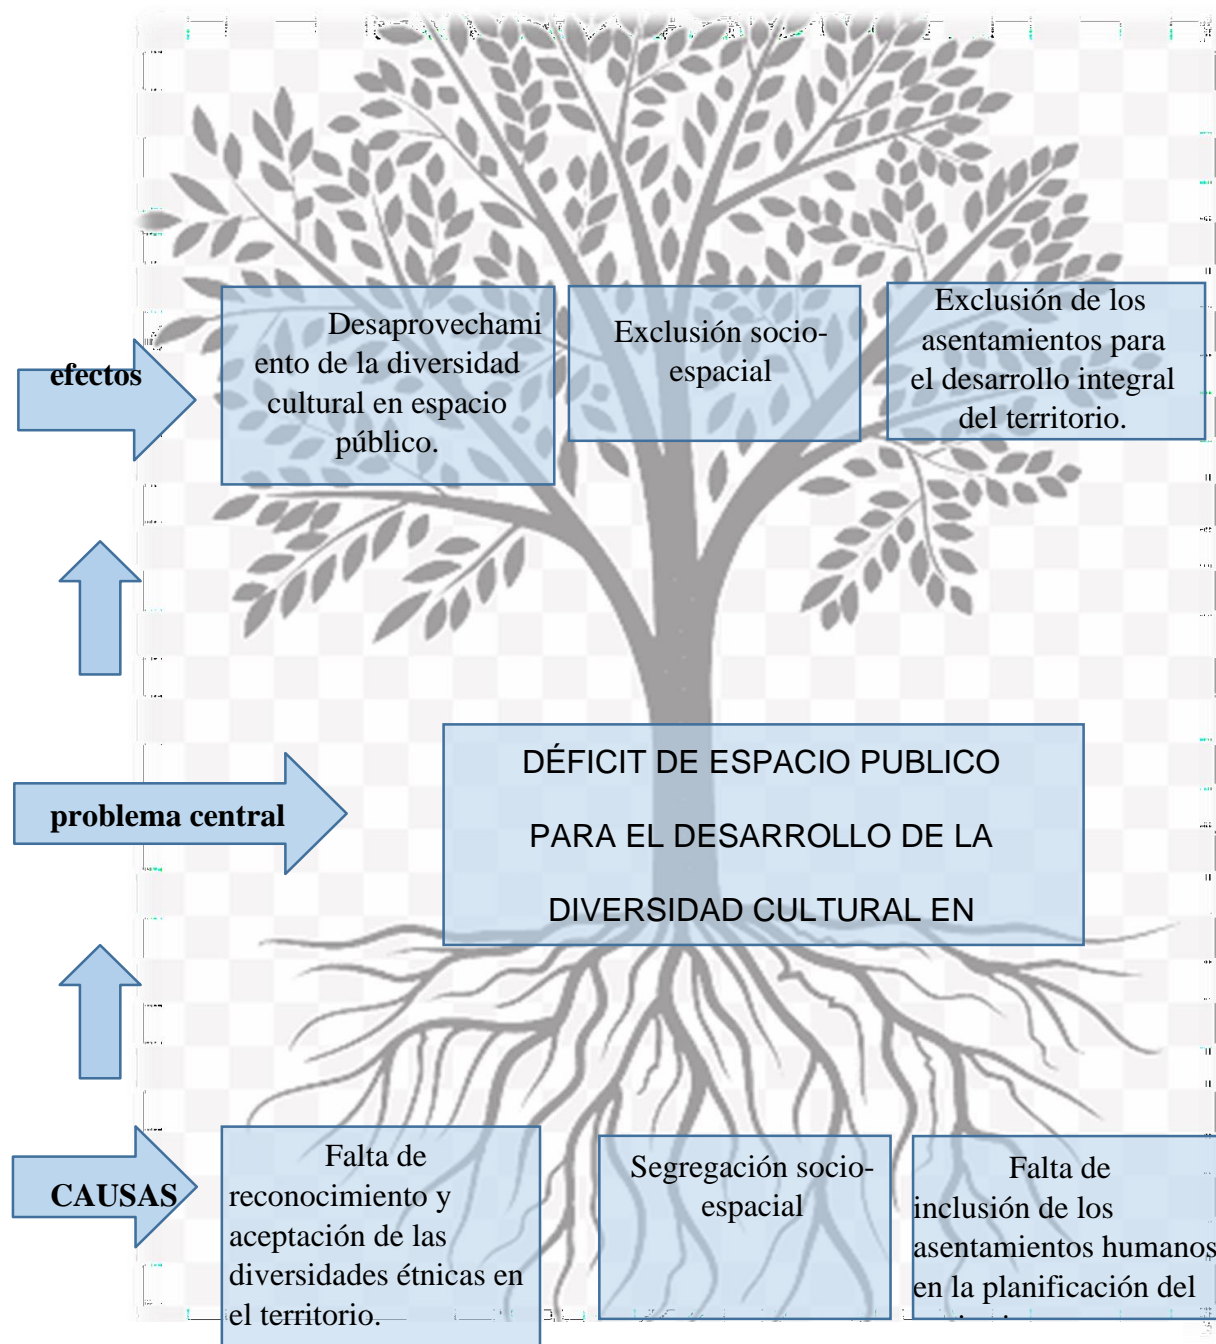 efectos
Desaprovechami
ento de la diversidad
cultural en espacio
público.
Exclusión socio-
espacial
Exclusión de los
asentamientos para
el desarrollo integral
del territorio.
problema central
DÉFICIT DE ESPACIO PUBLICO
PARA EL DESARROLLO DE LA
DIVERSIDAD CULTURAL EN
CAUSAS
Falta de
reconocimiento y
aceptación de las
diversidades étnicas en
el territorio.
Segregación socio-
espacial
Falta de
inclusión de los
asentamientos humanos
en la planificación del